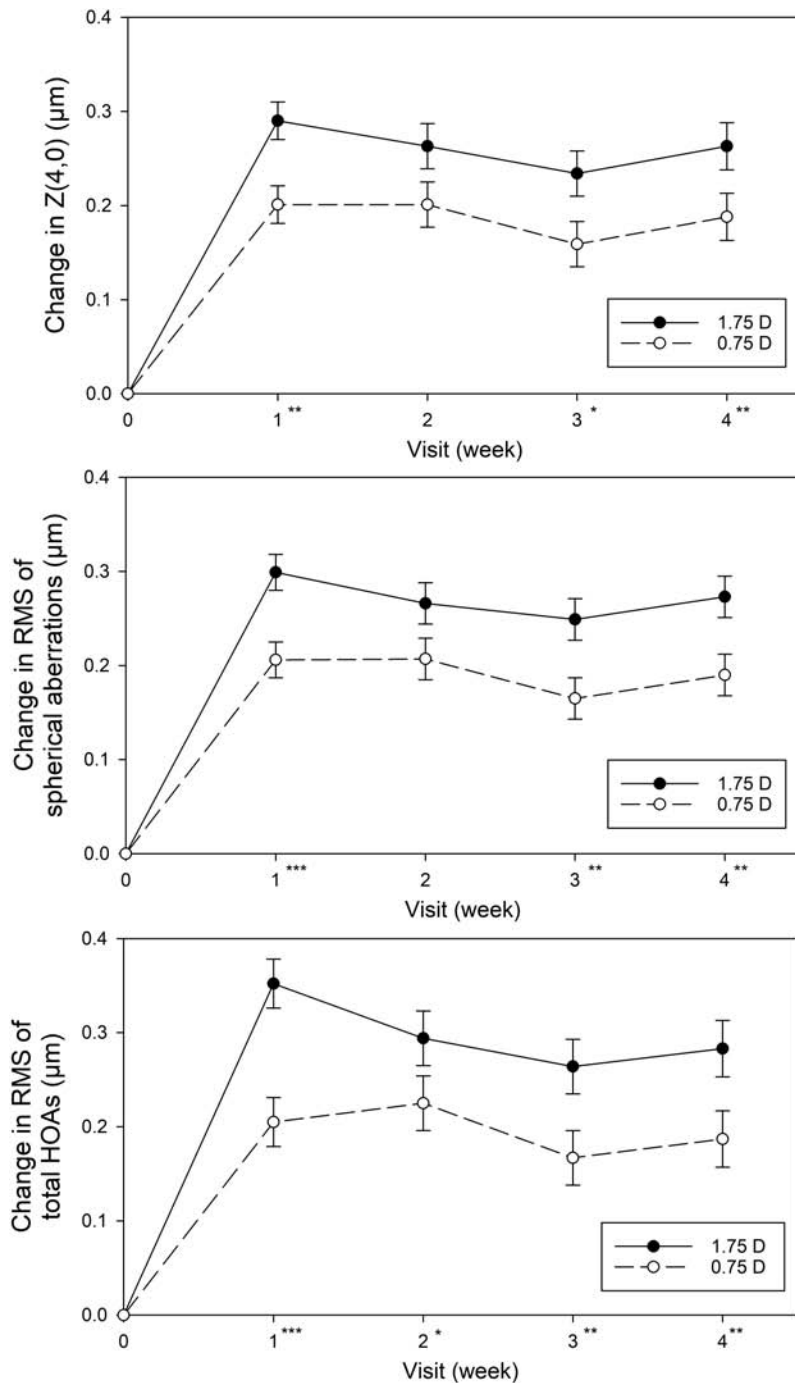 0.4
Change in Z(4,0) (µm)
0.3
0.2
0.1
0.0
1.75 D
0.75 D
0 1 ** 2 3 * 4 **
Visit (week)
0.4
Change in RMS of
spherical aberrations (µm)
0.3
0.2
0.1
0.0
1.75 D
0.75 D
0 1 *** 2 3 ** 4 **
Visit (week)
0.4
Change in RMS of
total HOAs (µm)
0.3
0.2
0.1
0.0
1.75 D
0.75 D
0 1 *** 2 * 3 ** 4 **
Visit (week)